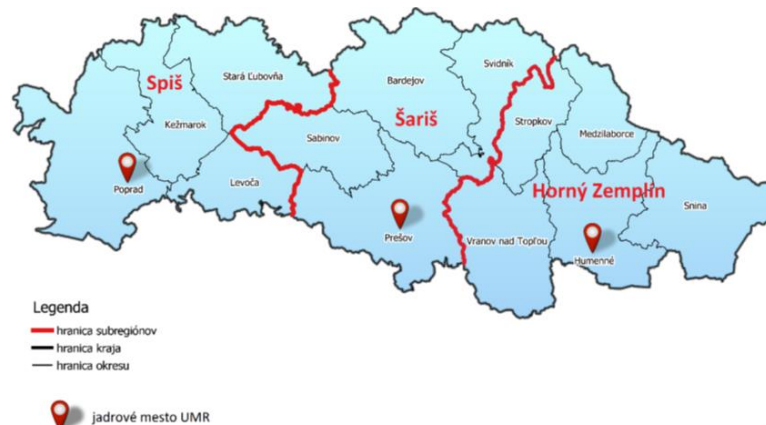 Svidník
Stará Ľubovňa
Bardejov
Spiš
Stropkov
Šariš
Kežmarok
Medzilaborce
Sabinov
Levoča
Poprad
Horný Zemplín
Snina
Prešov
Vranov nad Topľou
Humenné
Legenda
hranica subregiónov
hranica kraja
hranica okresu
jadrové mesto UMR